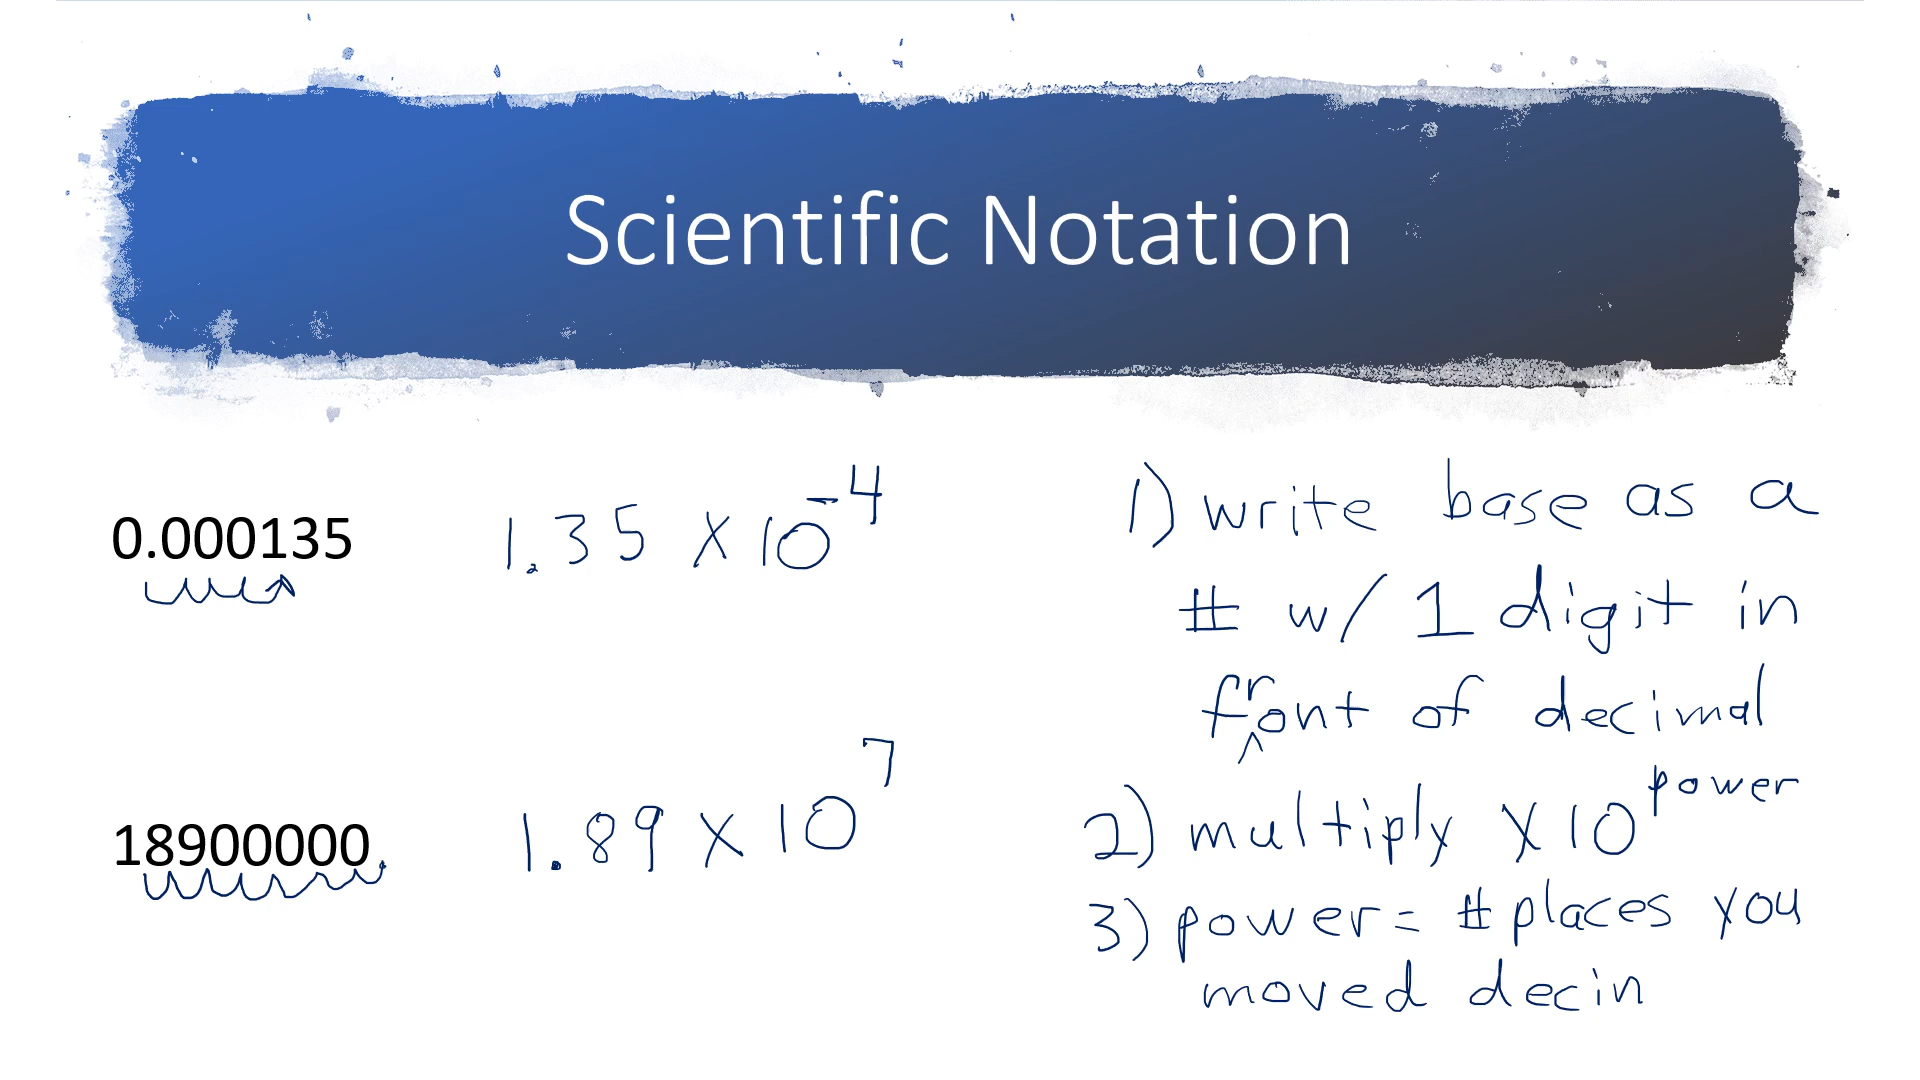 Scientific Notation
0.000135 1.35 X 10^-4
18900000. 1.89 X 10^7
1) write base as a
# w/ 1 digit in
front of decimal
2) multiply X 10^power
3) power = # places you
moved decin